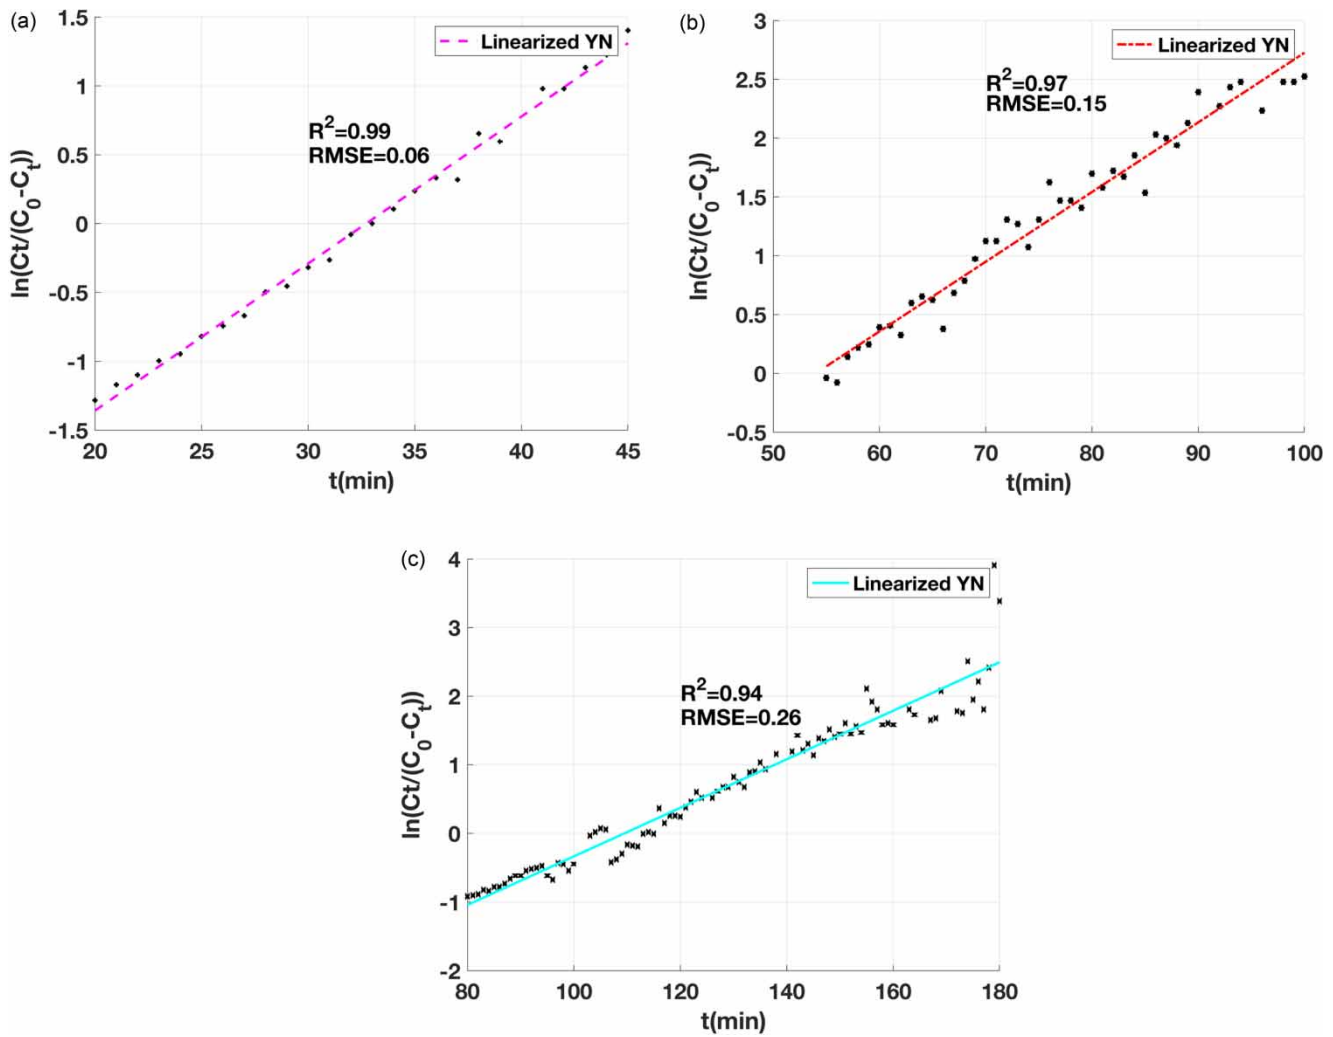 (a)
1.5
1
0.5
0
-0.5
-1
-1.5
ln(Ct/(C0-Ct))
Linearized YN
R2=0.99
RMSE=0.06
20 25 30 35 40 45
t(min)
(b)
3
2.5
2
1.5
1
0.5
0
-0.5
ln(Ct/(C0-Ct))
Linearized YN
R2=0.97
RMSE=0.15
50 60 70 80 90 100
t(min)
(c)
4
3
2
1
0
-1
-2
ln(Ct/(C0-Ct))
Linearized YN
R2=0.94
RMSE=0.26
80 100 120 140 160 180
t(min)